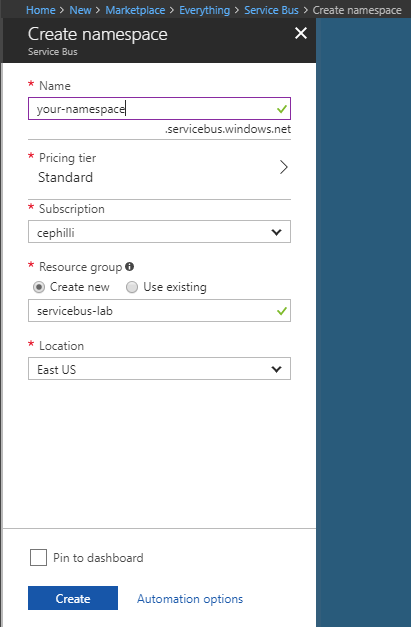 Home > New > Marketplace > Everything > Service Bus > Create namespace
Create namespace
Service Bus
* Name
your-namespace
.servicebus.windows.net
* Pricing tier
Standard
* Subscription
cephilli
* Resource group
Create new Use existing
servicebus-lab
* Location
East US
Pin to dashboard
Create Automation options